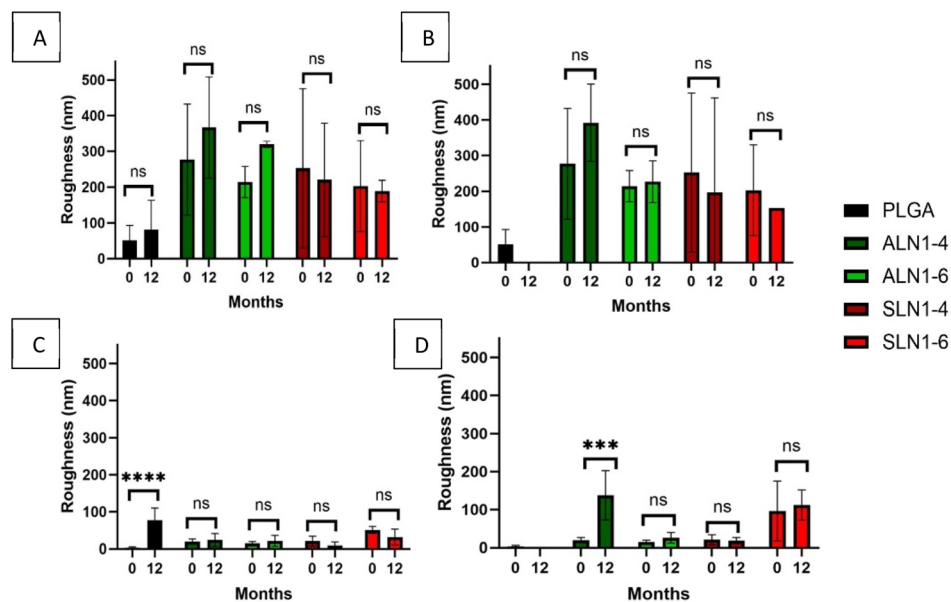 A
ns
ns
ns
ns
ns
Roughness (nm)
500
400
300
200
100
0
0 12 0 12 0 12 0 12 0 12
Months
B
ns
ns
ns
ns
Roughness (nm)
500
400
300
200
100
0
0 12 0 12 0 12 0 12 0 12
Months
PLGA
ALN1-4
ALN1-6
SLN1-4
SLN1-6
C
****
ns
ns
ns
ns
Roughness (nm)
500
400
300
200
100
0
0 12 0 12 0 12 0 12 0 12
Months
D
***
ns
ns
ns
Roughness (nm)
500
400
300
200
100
0
0 12 0 12 0 12 0 12 0 12
Months